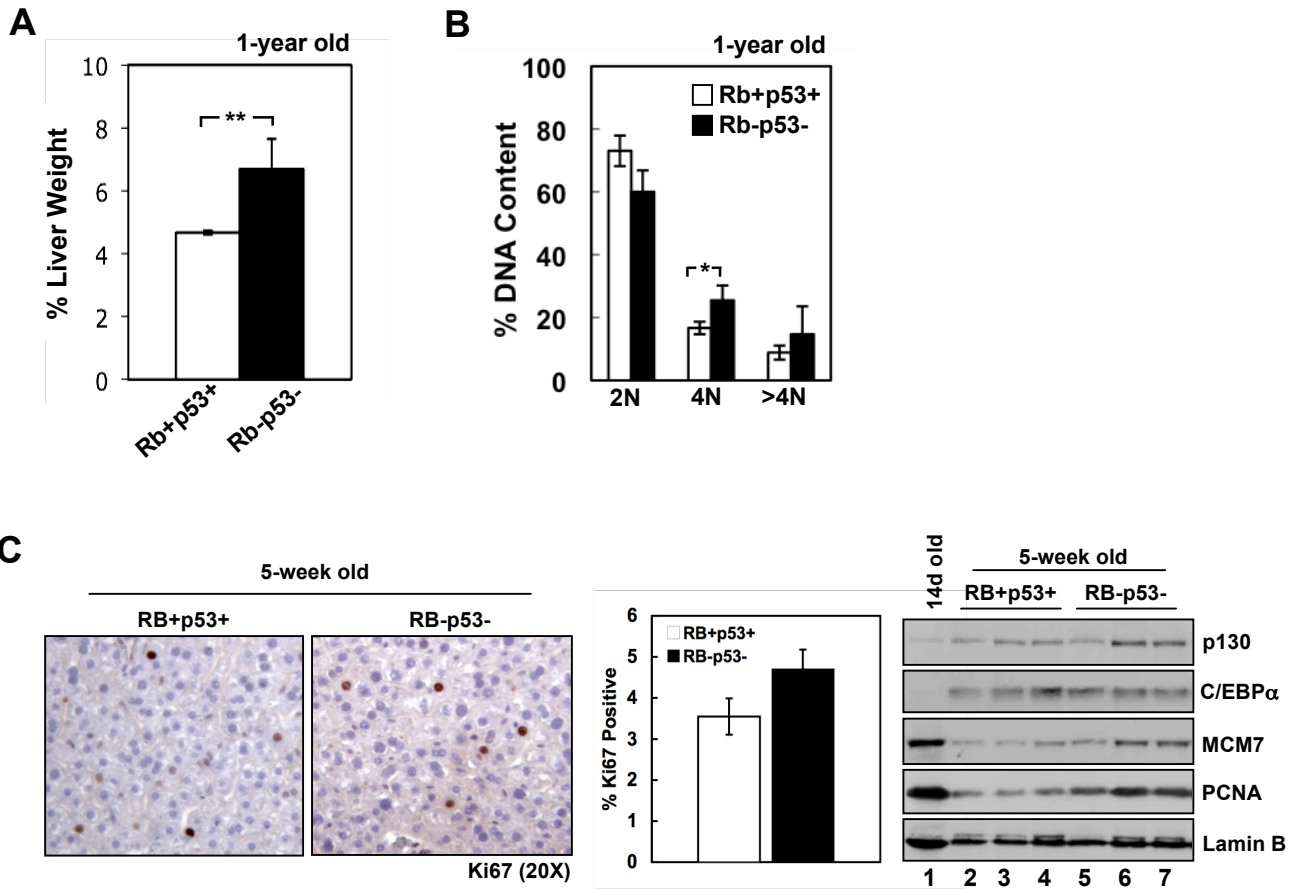 A
1-year old
% Liver Weight
10
8
6
4
2
0
**
Rb+p53+
Rb-p53-
B
1-year old
% DNA Content
100
80
60
40
20
0
Rb+p53+
Rb-p53-
*
2N 4N >4N
C
5-week old
RB+p53+ RB-p53-
Ki67 (20X)
% Ki67 Positive
6
5
4
3
2
1
0
RB+p53+
RB-p53-
14d old
5-week old
RB+p53+ RB-p53-
p130
C/EBPα
MCM7
PCNA
Lamin B
1 2 3 4 5 6 7